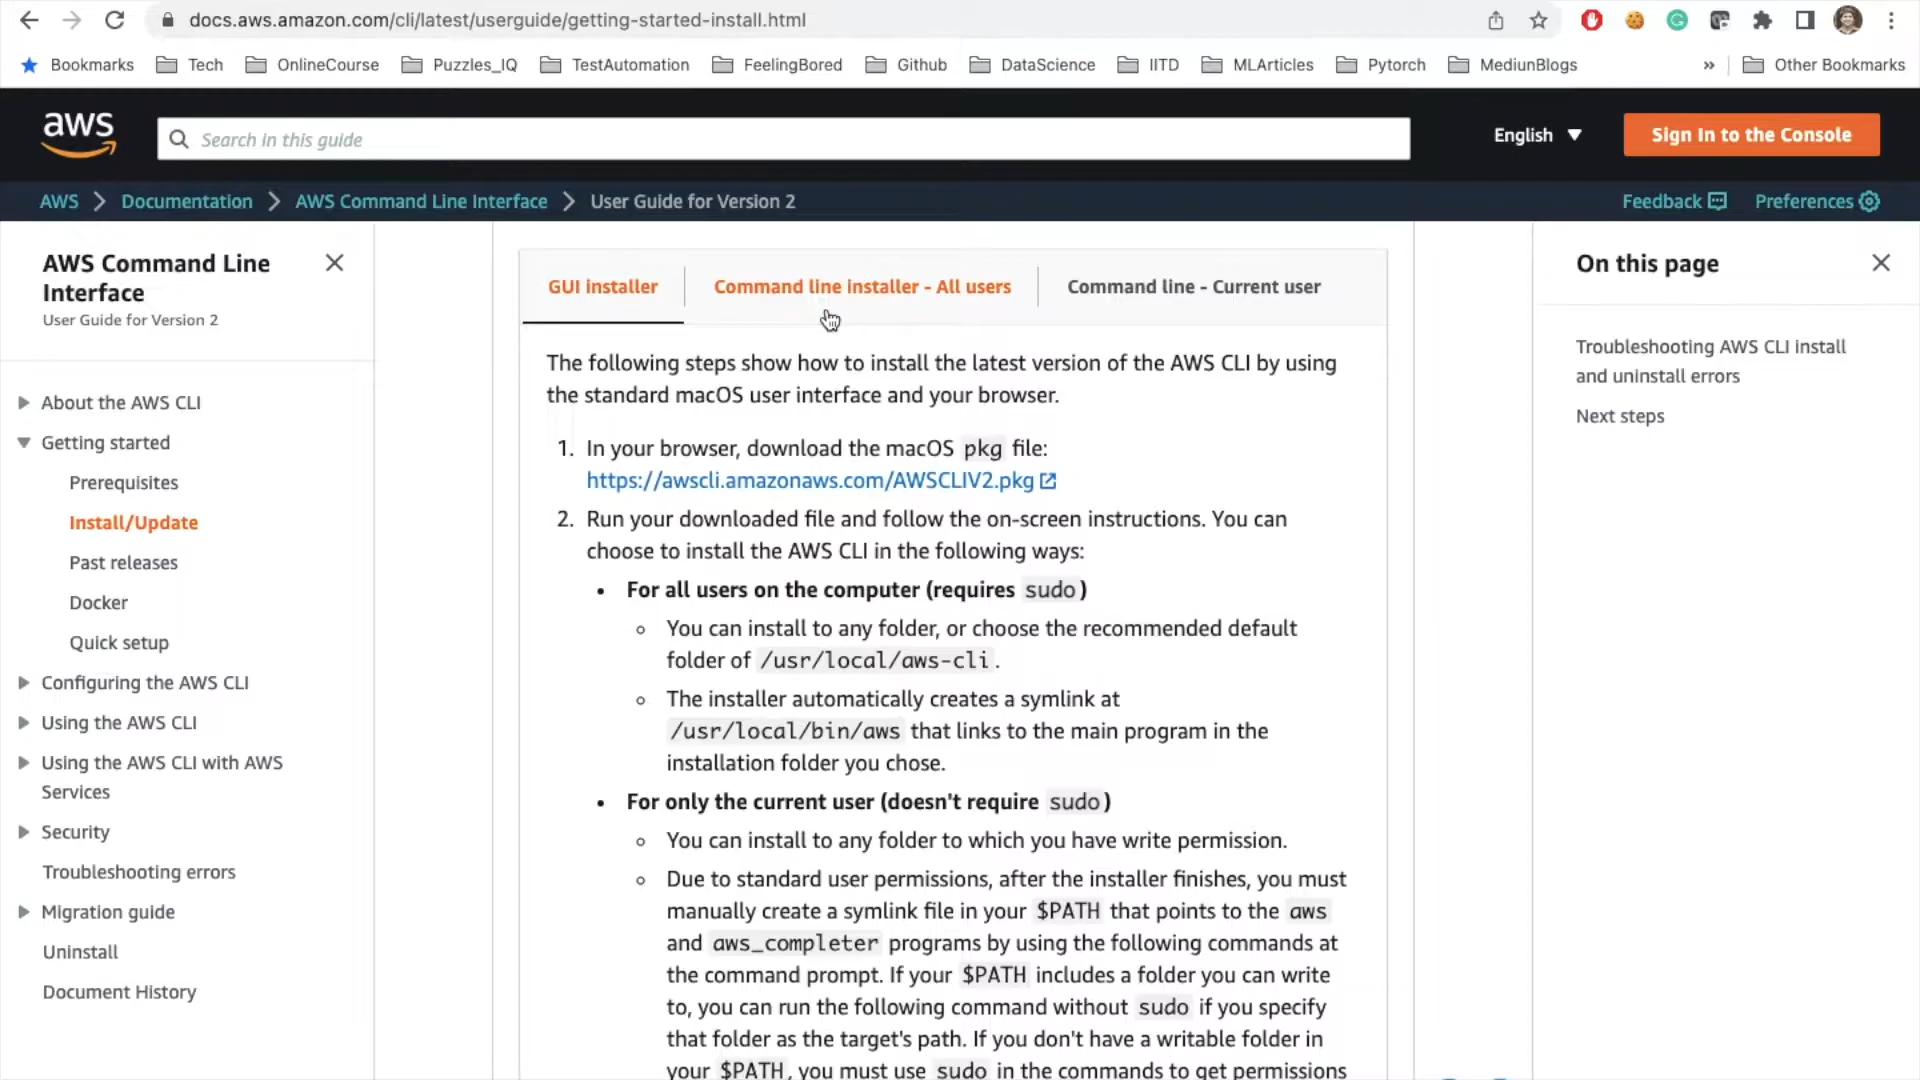 docs.aws.amazon.com/cli/latest/userguide/getting-started-install.html
Bookmarks Tech OnlineCourse Puzzles_IQ TestAutomation FeelingBored Github DataScience IITD MLArticles Pytorch MediunBlogs » Other Bookmarks
aws Search in this guide English Sign In to the Console
AWS Documentation AWS Command Line Interface User Guide for Version 2 Feedback Preferences
AWS Command Line
Interface
User Guide for Version 2
About the AWS CLI
Getting started
Prerequisites
Install/Update
Past releases
Docker
Quick setup
Configuring the AWS CLI
Using the AWS CLI
Using the AWS CLI with AWS
Services
Security
Troubleshooting errors
Migration guide
Uninstall
Document History
GUI installer Command line installer - All users Command line - Current user
The following steps show how to install the latest version of the AWS CLI by using
the standard macOS user interface and your browser.
1. In your browser, download the macOS pkg file:
https://awscli.amazonaws.com/AWSCLIV2.pkg
2. Run your downloaded file and follow the on-screen instructions. You can
choose to install the AWS CLI in the following ways:
• For all users on the computer (requires sudo)
You can install to any folder, or choose the recommended default
folder of /usr/local/aws-cli.
The installer automatically creates a symlink at
/usr/local/bin/aws that links to the main program in the
installation folder you chose.
• For only the current user (doesn't require sudo)
You can install to any folder to which you have write permission.
Due to standard user permissions, after the installer finishes, you must
manually create a symlink file in your $PATH that points to the aws
and aws_completer programs by using the following commands at
the command prompt. If your $PATH includes a folder you can write
to, you can run the following command without sudo if you specify
that folder as the target's path. If you don't have a writable folder in
your $PATH, you must use sudo in the commands to get permissions
On this page
Troubleshooting AWS CLI install
and uninstall errors
Next steps